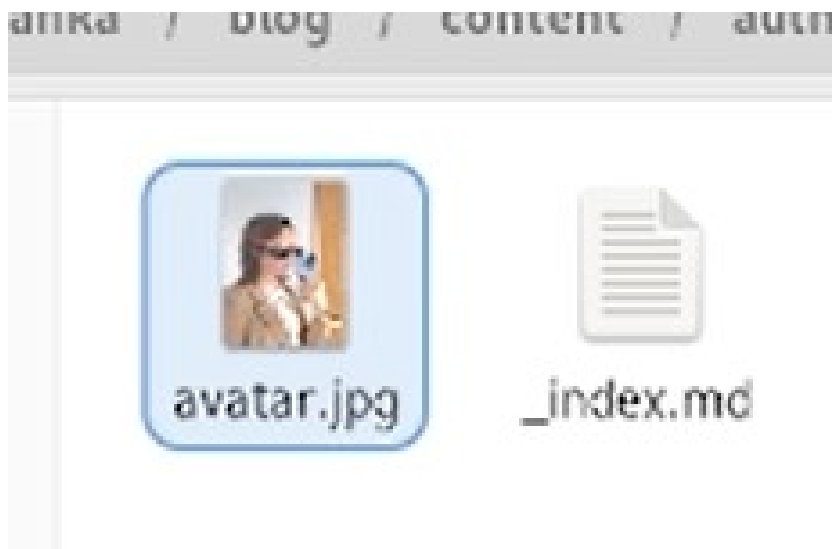 blog / content /
avatar.jpg
_index.md